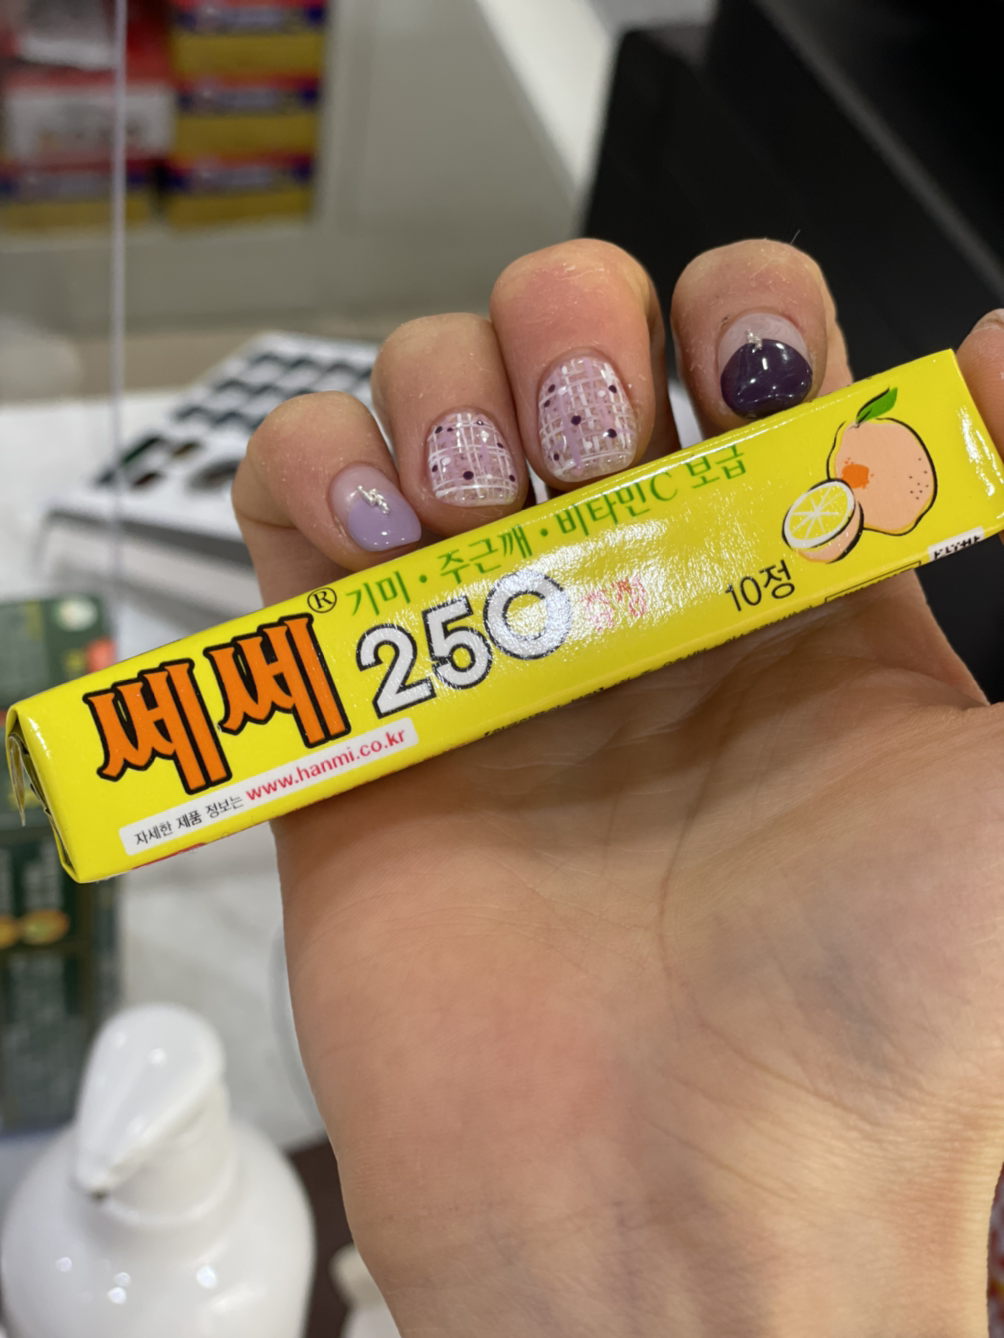 기미 · 주근깨 · 비타민C 보급
쎄쎄® 250 10정
자세한 제품 정보는 www.hanmi.co.kr